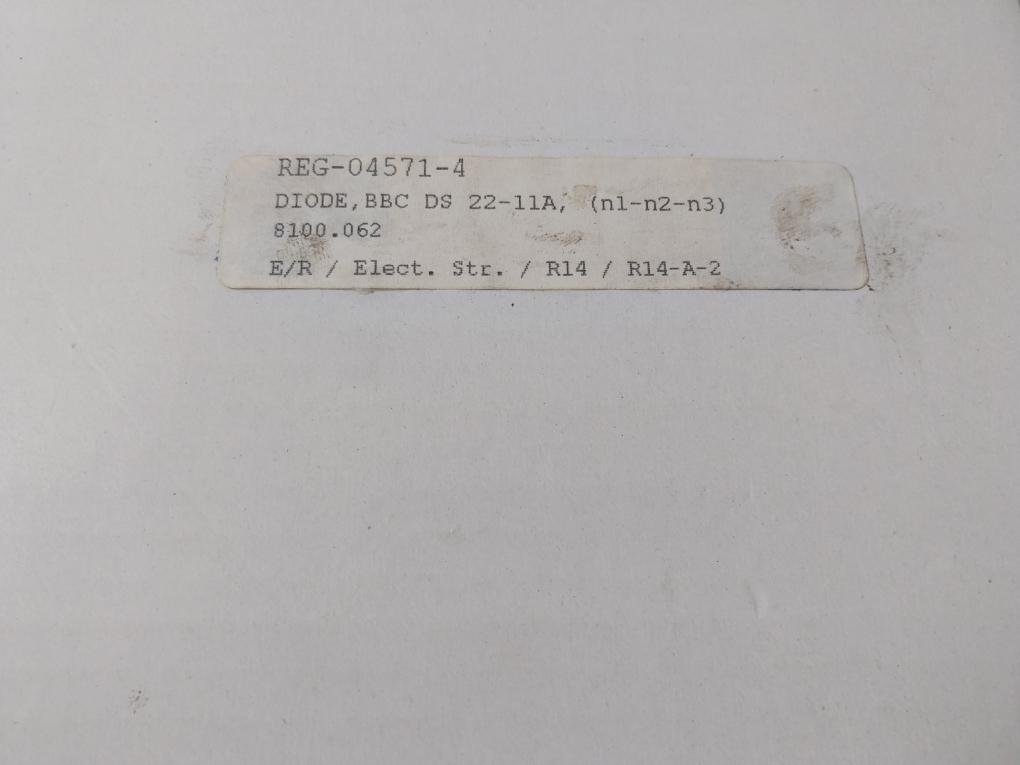 REG-04571-4
DIODE,BBC DS 22-11A, (n1-n2-n3)
8100.062
E/R / Elect. Str. / R14 / R14-A-2